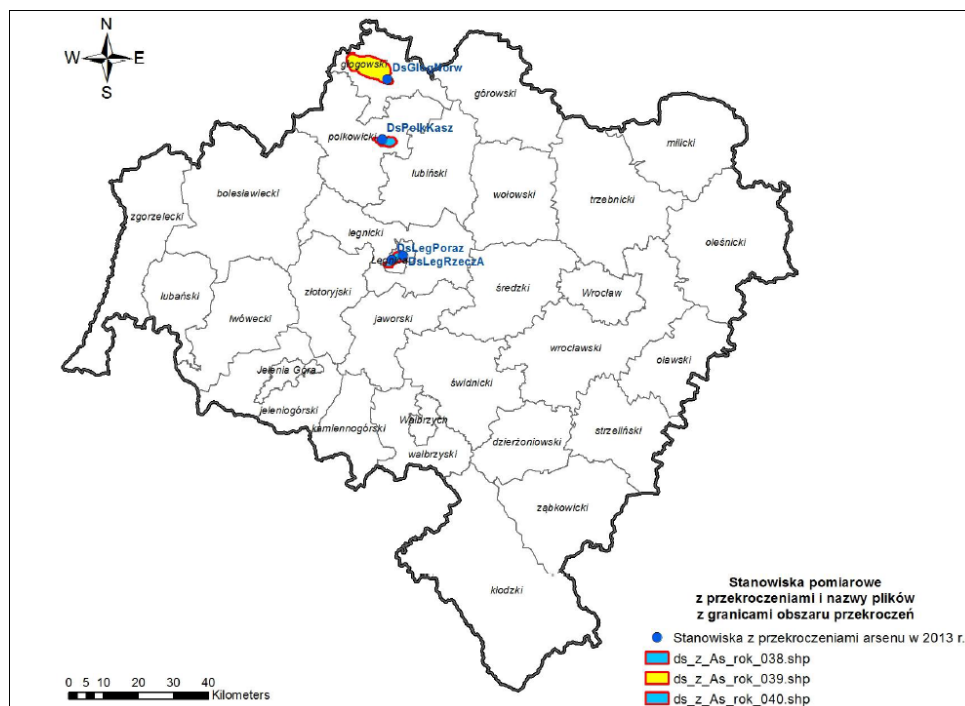 N
W E
S
głogowski
DsGlogWorw
górowski
DsPolkKasz
polkowicki
milicki
lubiński
bolesławiecki
wołowski
trzebnicki
zgorzelecki
legnicki
oleśnicki
DsLegPoraz
DsLegRzeczA
lubański
złotoryjski
średzki
Wrocław
lwówecki
jaworski
wrocławski
oławski
Jelenia Góra
świdnicki
jeleniogórski
Wałbrzych
kamiennogórski
dzierżoniowski
strzeliński
wałbrzyski
ząbkowicki
kłodzki
Stanowiska pomiarowe
z przekroczeniami i nazwy plików
z granicami obszaru przekroczeń
Stanowiska z przekroczeniami arsenu w 2013 r.
ds_z_As_rok_038.shp
ds_z_As_rok_039.shp
ds_z_As_rok_040.shp
0 5 10 20 30 40
Kilometers